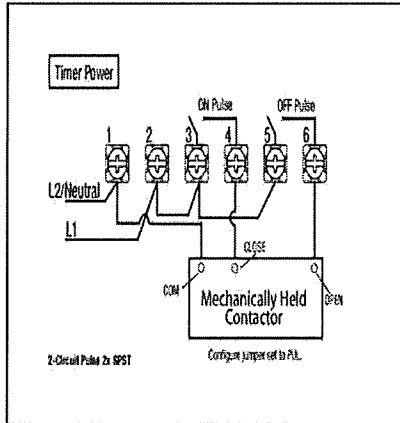 Timer Power
ON Pulse
OFF Pulse
1 2 3 4 5 6
L2/Neutral
L1
CLOSE
COM
OPEN
Mechanically Held
Contactor
2-Circuit Pulse 2x SPST
Configure jumper set to PUL.